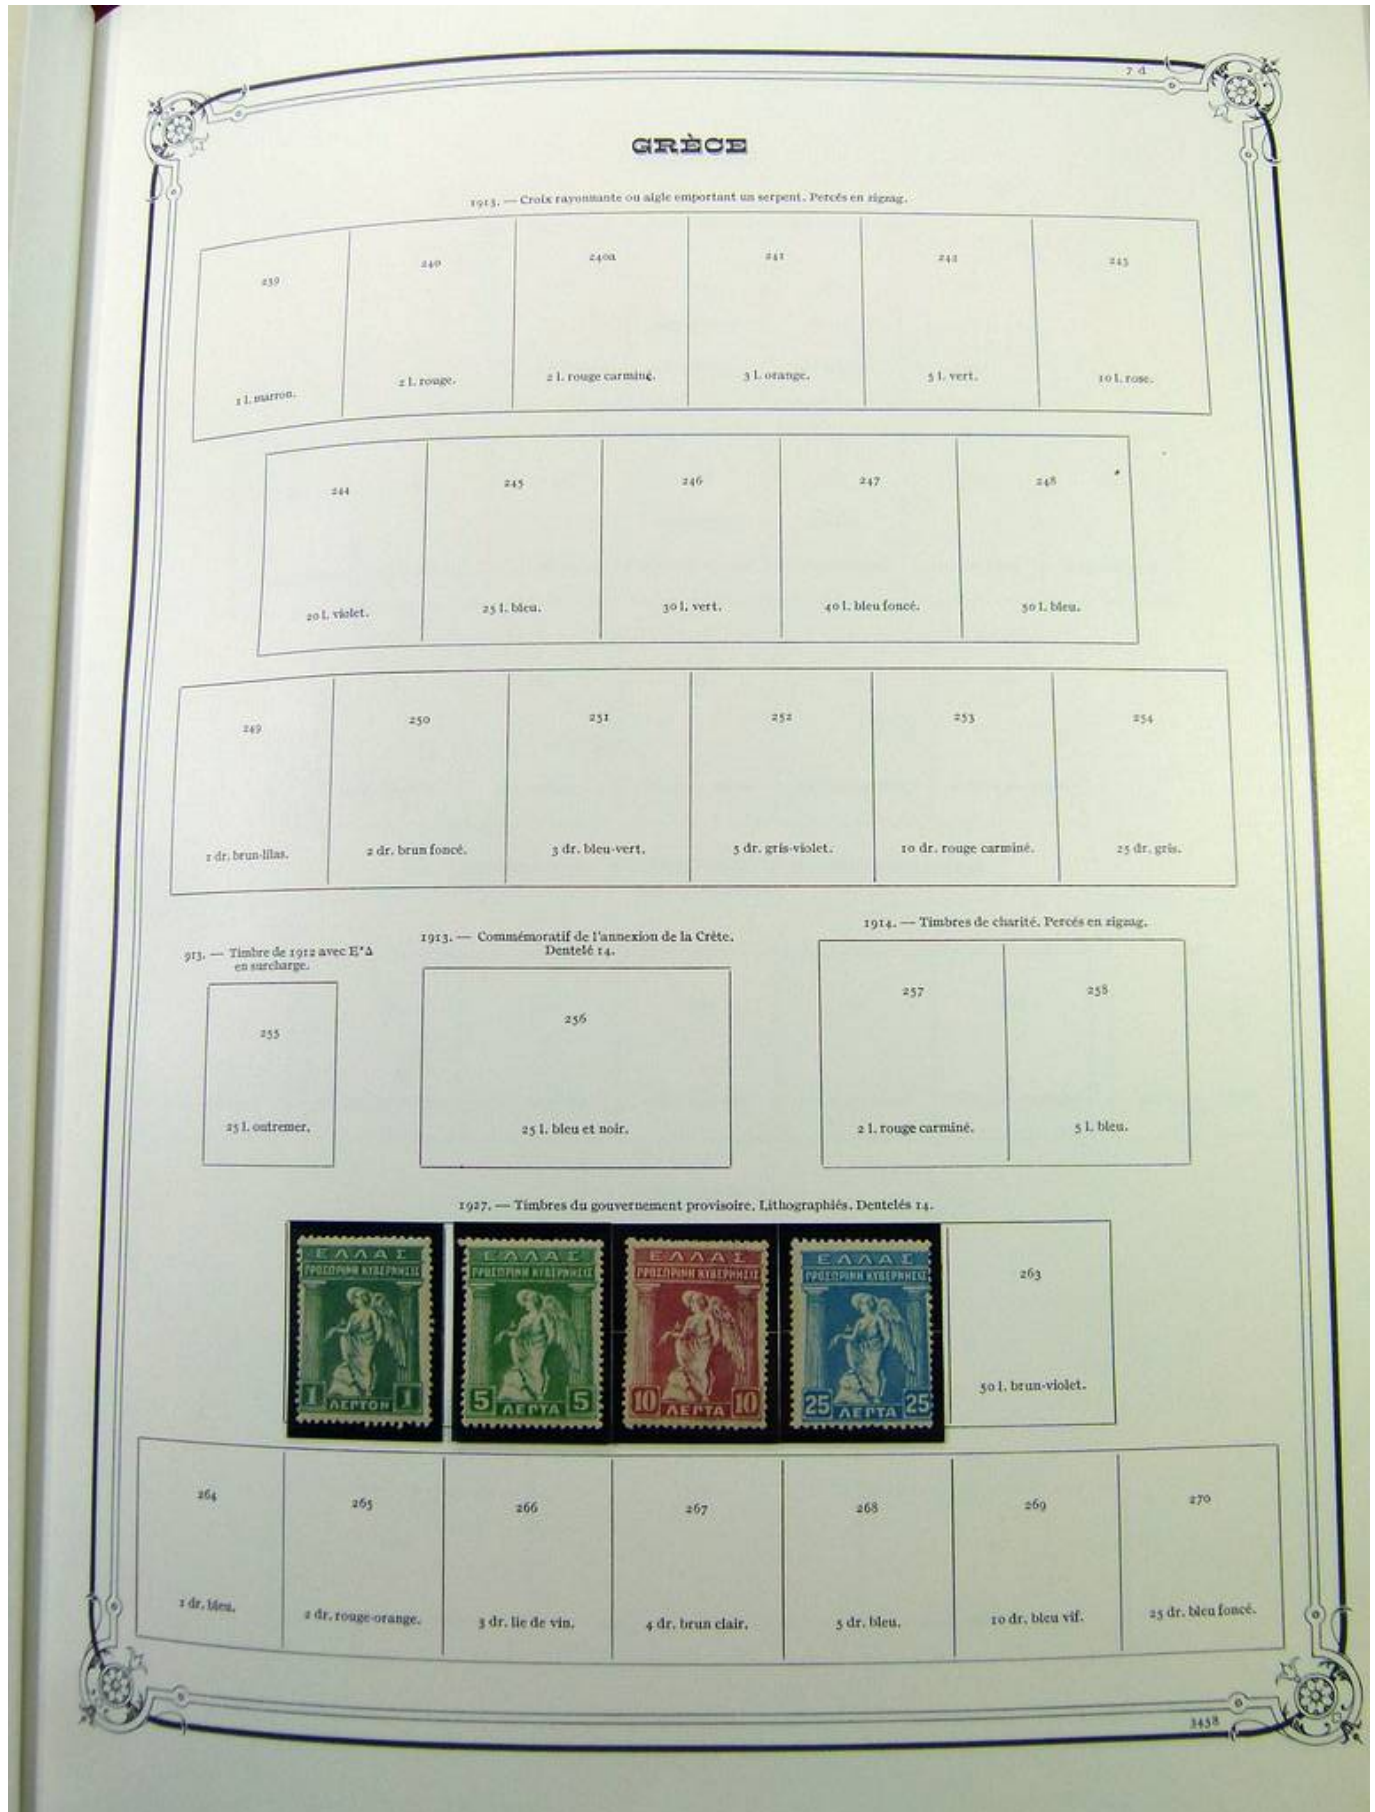 7 d
GRÈCE
1913. — Croix rayonnante ou aigle emportant un serpent. Percés en zigzag.
239 240 240a 241 242 243
1 l. marron. 2 l. rouge. 2 l. rouge carminé. 3 l. orange. 5 l. vert. 10 l. rose.
244 245 246 247 248
20 l. violet. 25 l. bleu. 30 l. vert. 40 l. bleu foncé. 50 l. bleu.
249 250 251 252 253 254
1 dr. brun-lilas. 2 dr. brun foncé. 3 dr. bleu-vert. 5 dr. gris-violet. 10 dr. rouge carminé. 25 dr. gris.
913. — Timbre de 1912 avec E*Δ
en surcharge.
255
25 l. outremer.
1913. — Commémoratif de l'annexion de la Crète.
Dentelé 14.
256
25 l. bleu et noir.
1914. — Timbres de charité. Percés en zigzag.
257 258
2 l. rouge carminé. 5 l. bleu.
1927. — Timbres du gouvernement provisoire. Lithographiés. Dentelés 14.
ΕΛΛΑΣ
ΠΡΟΣΩΡΙΝΗ ΚΥΒΕΡΝΗΣΙΣ
1 ΛΕΠΤΟΝ 1
ΕΛΛΑΣ
ΠΡΟΣΩΡΙΝΗ ΚΥΒΕΡΝΗΣΙΣ
5 ΛΕΠΤΑ 5
ΕΛΛΑΣ
ΠΡΟΣΩΡΙΝΗ ΚΥΒΕΡΝΗΣΙΣ
10 ΛΕΠΤΑ 10
ΕΛΛΑΣ
ΠΡΟΣΩΡΙΝΗ ΚΥΒΕΡΝΗΣΙΣ
25 ΛΕΠΤΑ 25
263
50 l. brun-violet.
264 265 266 267 268 269 270
1 dr. bleu. 2 dr. rouge-orange. 3 dr. lie de vin. 4 dr. brun clair. 5 dr. bleu. 10 dr. bleu vif. 25 dr. bleu foncé.
3458